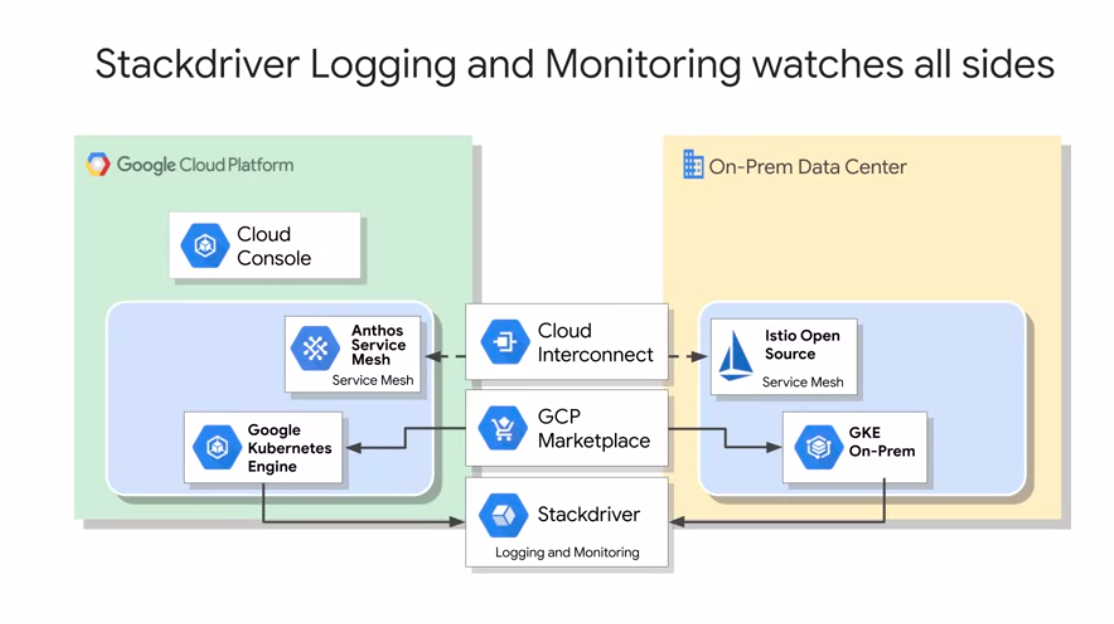 Stackdriver Logging and Monitoring watches all sides
Google Cloud Platform
On-Prem Data Center
Cloud
Console
Anthos
Service
Mesh
Service Mesh
Cloud
Interconnect
Istio Open
Source
Service Mesh
Google
Kubernetes
Engine
GCP
Marketplace
GKE
On-Prem
Stackdriver
Logging and Monitoring